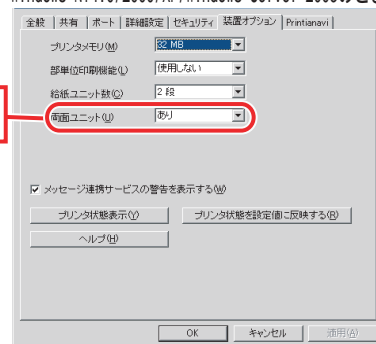 全般 共有 ポート 詳細設定 セキュリティ 装置オプション Printianavi
プリンタメモリ(M) 32 MB
部単位印刷機能(L) 使用しない
給紙ユニット数(C) 2 段
両面ユニット(U) あり
メッセージ連携サービスの警告を表示する(W)
プリンタ状態表示(Y) プリンタ状態を設定値に反映する(R)
ヘルプ(H)
OK キャンセル 適用(A)